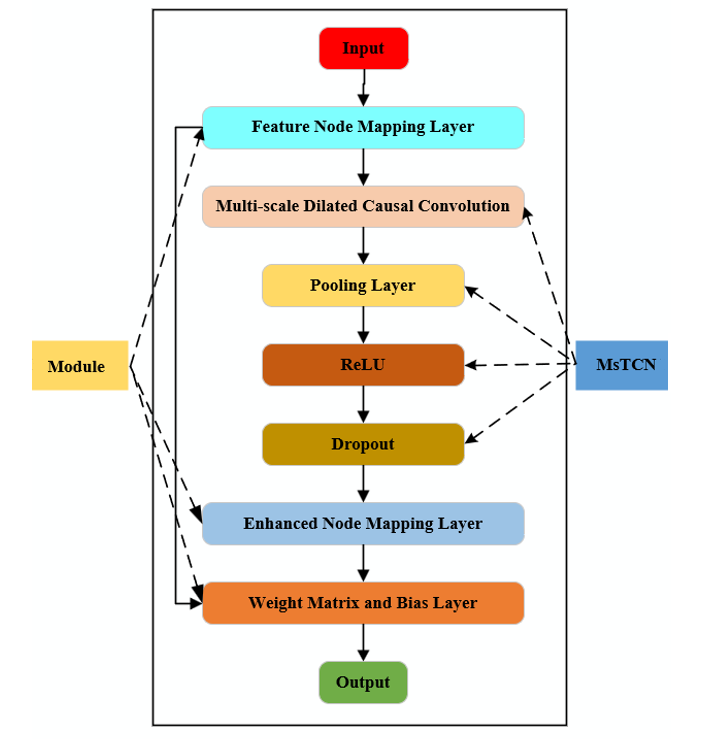 Input
Feature Node Mapping Layer
Multi-scale Dilated Causal Convolution
Pooling Layer
Module
ReLU
MsTCN
Dropout
Enhanced Node Mapping Layer
Weight Matrix and Bias Layer
Output